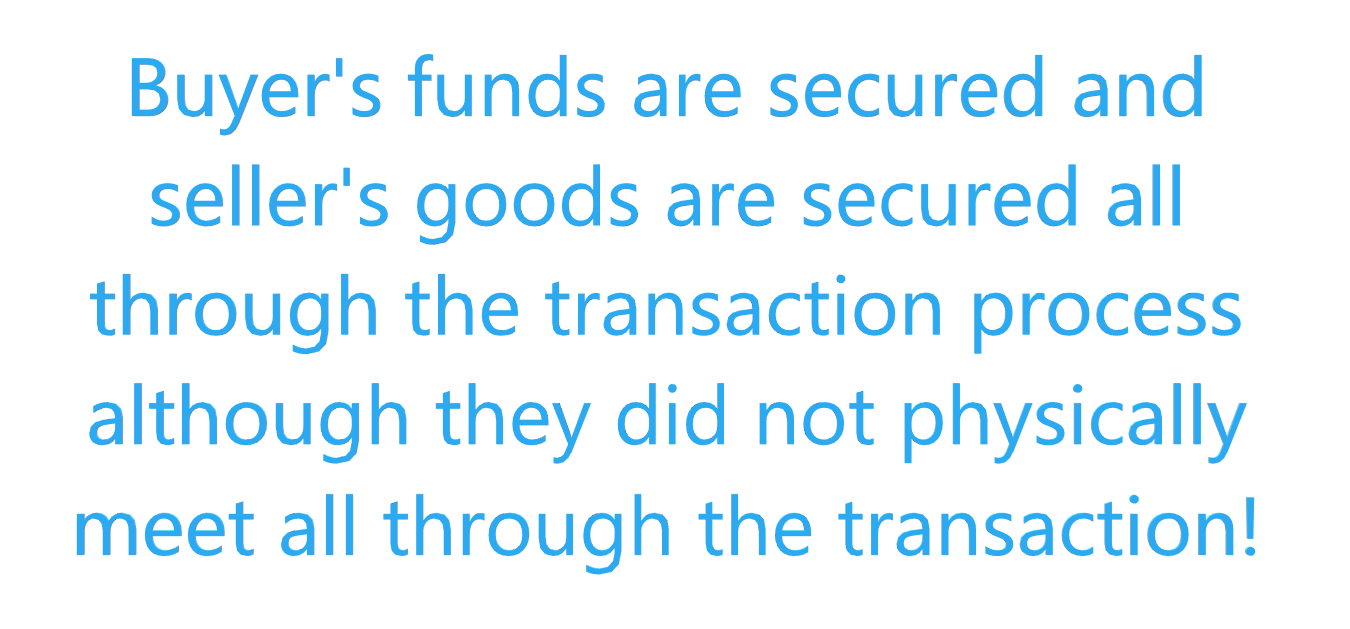 Buyer's funds are secured and
seller's goods are secured all
through the transaction process
although they did not physically
meet all through the transaction!